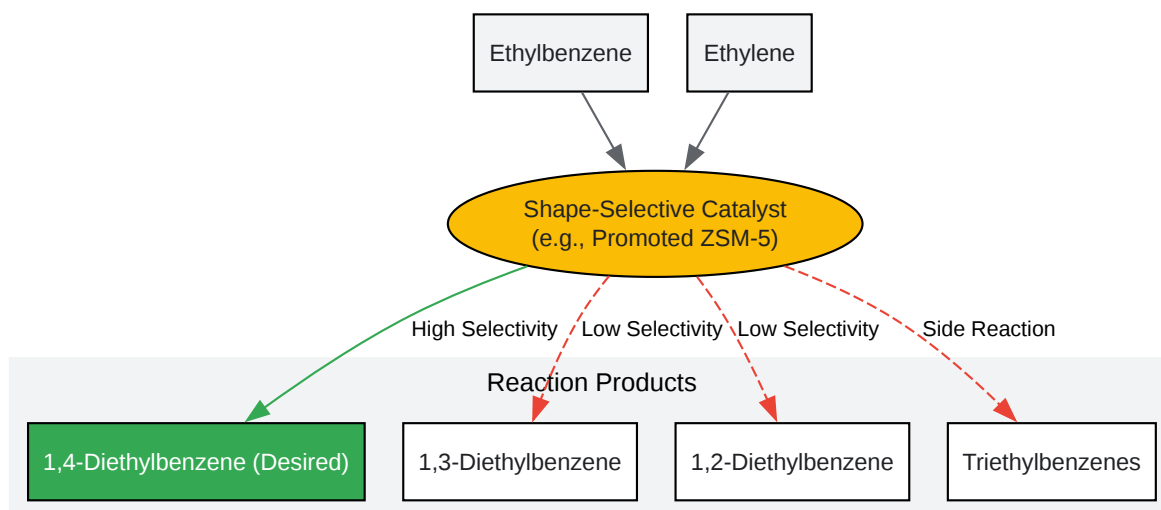 Ethylbenzene
Ethylene
Shape-Selective Catalyst
(e.g., Promoted ZSM-5)
High Selectivity
Low Selectivity
Low Selectivity
Side Reaction
Reaction Products
1,4-Diethylbenzene (Desired)
1,3-Diethylbenzene
1,2-Diethylbenzene
Triethylbenzenes